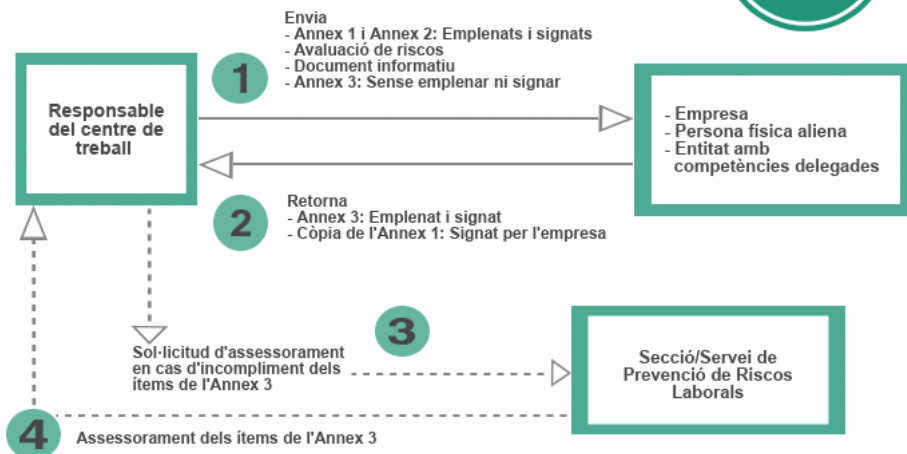 Envia
- Annex 1 i Annex 2: Emplenats i signats
- Avaluació de riscos
- Document informatiu
- Annex 3: Sense emplenar ni signar
1
Responsable
del centre de
treball
- Empresa
- Persona física aliena
- Entitat amb
competències delegades
2
Retorna
- Annex 3: Emplenat i signat
- Còpia de l'Annex 1: Signat per l'empresa
3
Sol·licitud d'assessorament
en cas d'incompliment dels
ítems de l'Annex 3
Secció/Servei de
Prevenció de Riscos
Laborals
4
Assessorament dels ítems de l'Annex 3